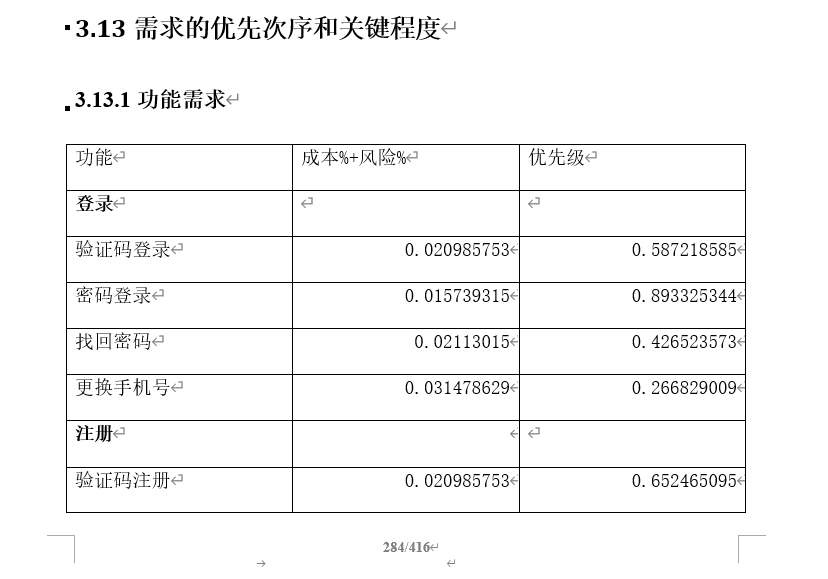 3.13 需求的优先次序和关键程度
3.13.1 功能需求
功能 成本%+风险% 优先级
登录
验证码登录 0.020985753 0.587218585
密码登录 0.015739315 0.893325344
找回密码 0.02113015 0.426523573
更换手机号 0.031478629 0.266829009
注册
验证码注册 0.020985753 0.652465095
284/416